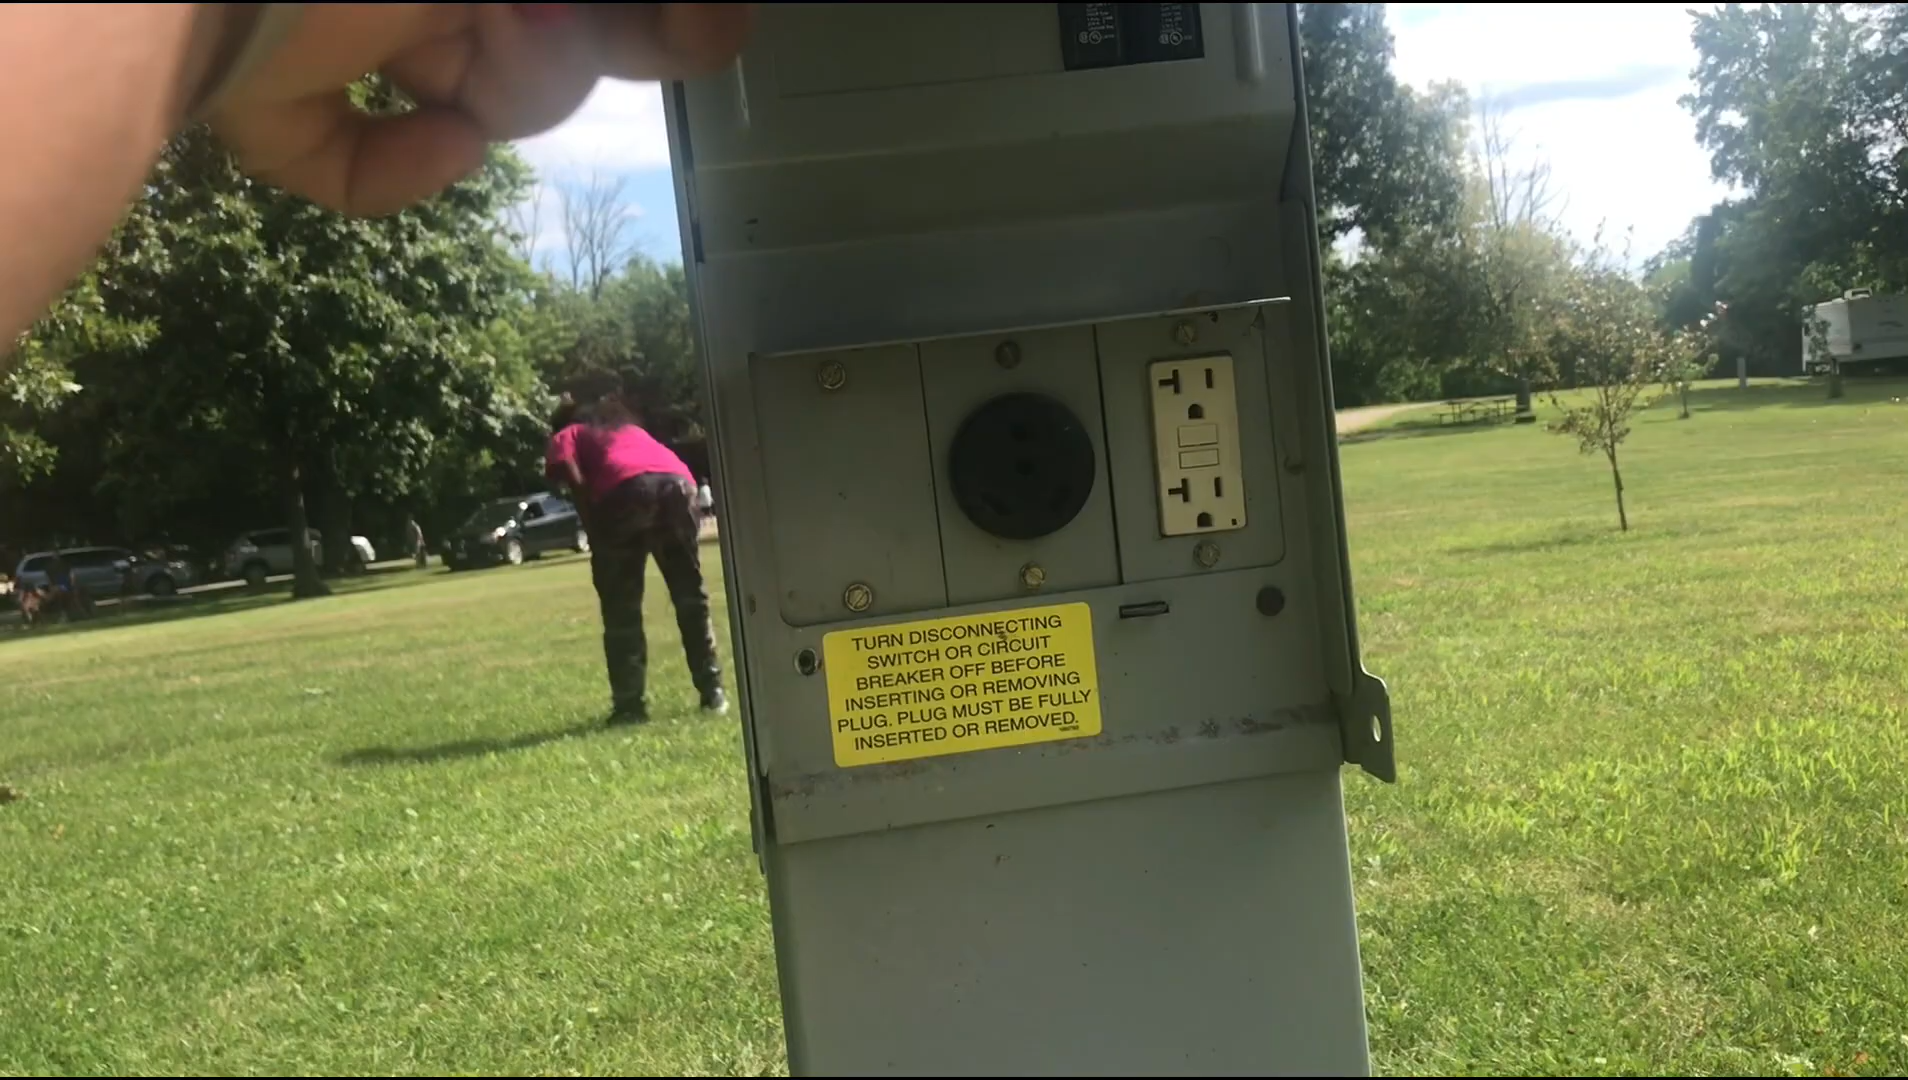 TURN DISCONNECTING
SWITCH OR CIRCUIT
BREAKER OFF BEFORE
INSERTING OR REMOVING
PLUG. PLUG MUST BE FULLY
INSERTED OR REMOVED.